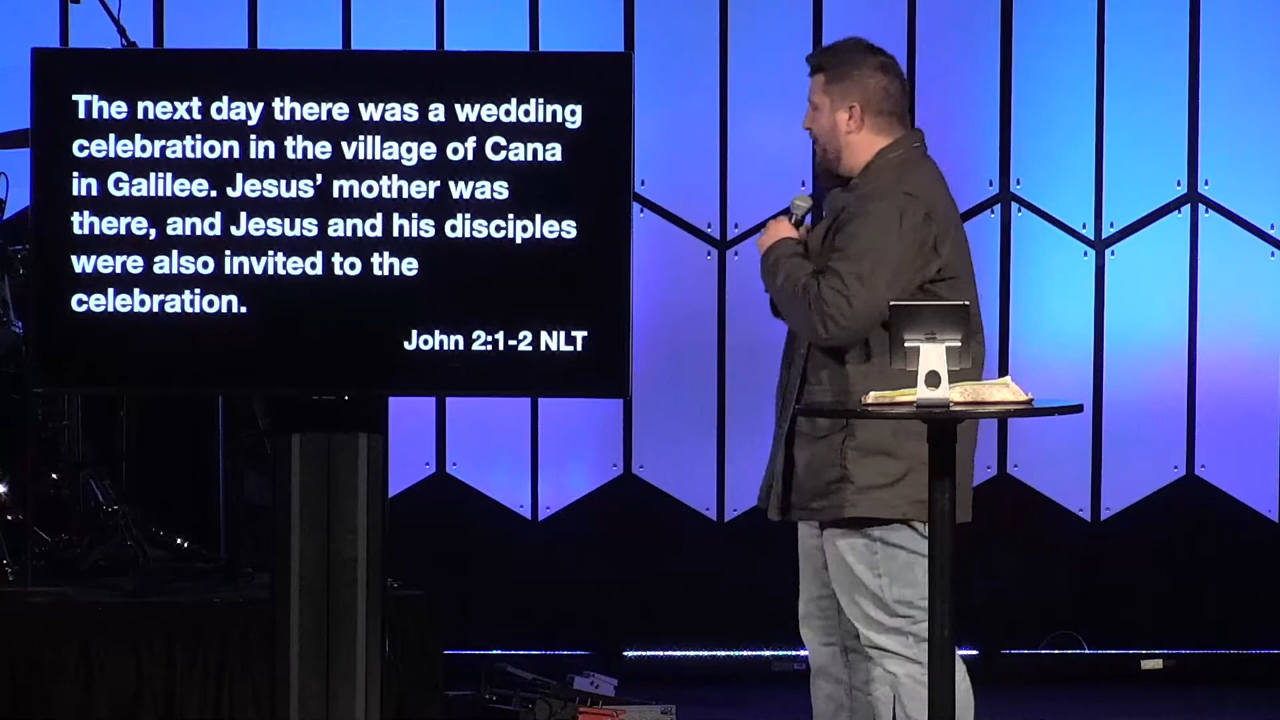 The next day there was a wedding
celebration in the village of Cana
in Galilee. Jesus’ mother was
there, and Jesus and his disciples
were also invited to the
celebration.
John 2:1-2 NLT